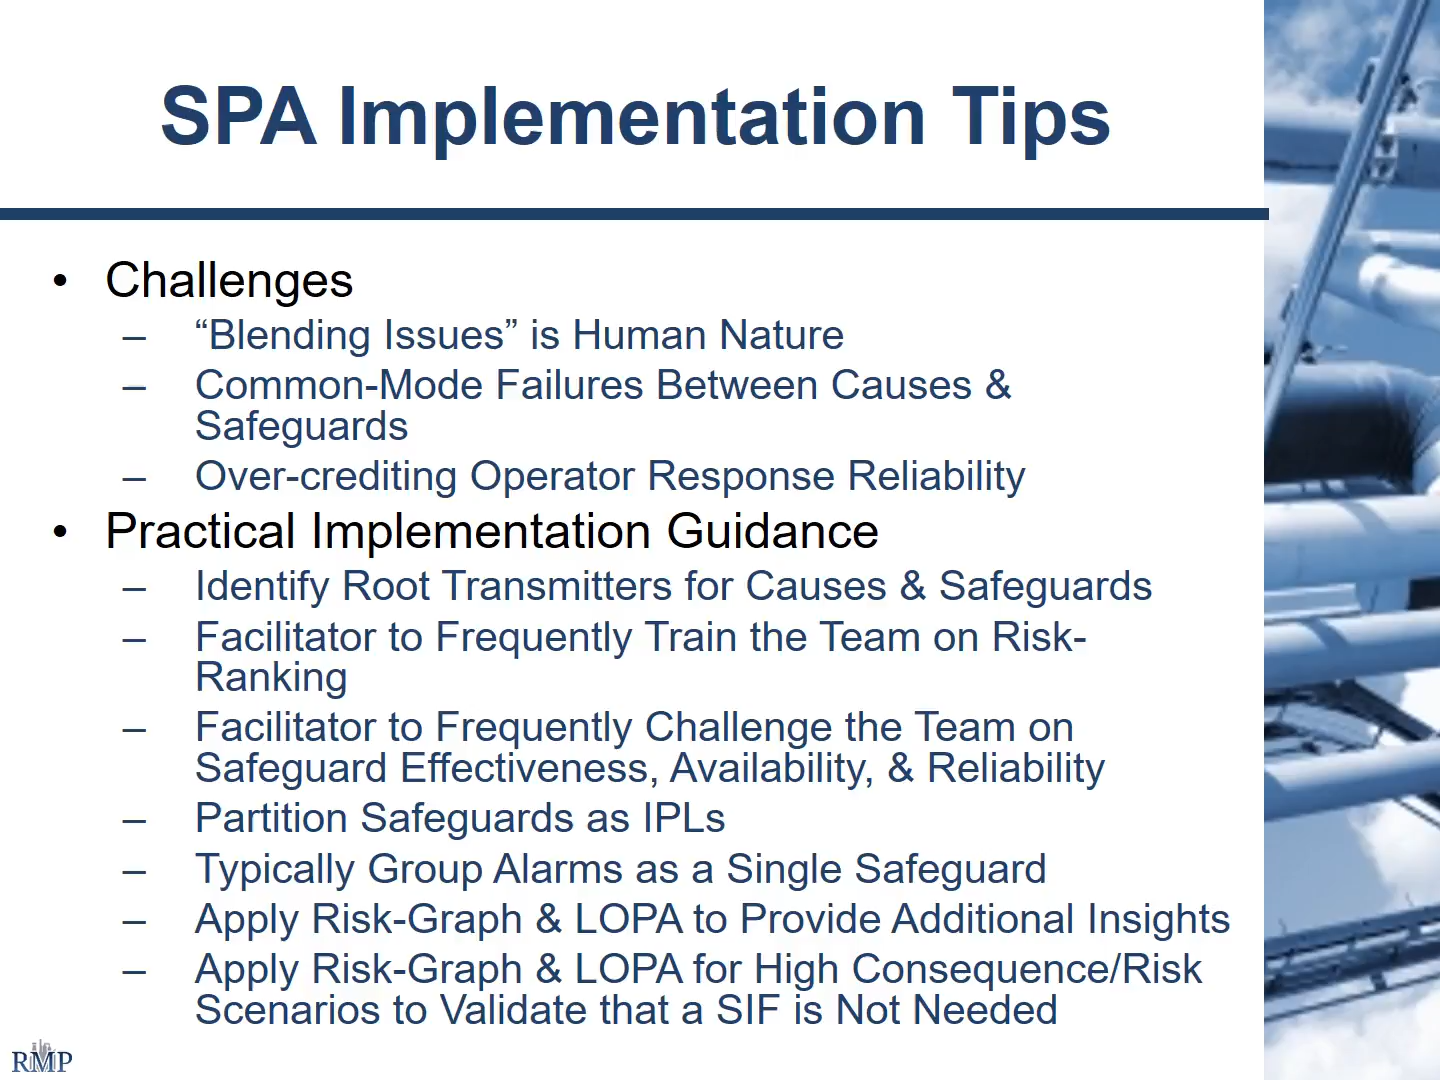 SPA Implementation Tips
• Challenges
– “Blending Issues” is Human Nature
– Common-Mode Failures Between Causes &
Safeguards
– Over-crediting Operator Response Reliability
• Practical Implementation Guidance
– Identify Root Transmitters for Causes & Safeguards
– Facilitator to Frequently Train the Team on Risk-
Ranking
– Facilitator to Frequently Challenge the Team on
Safeguard Effectiveness, Availability, & Reliability
– Partition Safeguards as IPLs
– Typically Group Alarms as a Single Safeguard
– Apply Risk-Graph & LOPA to Provide Additional Insights
– Apply Risk-Graph & LOPA for High Consequence/Risk
Scenarios to Validate that a SIF is Not Needed
RMP